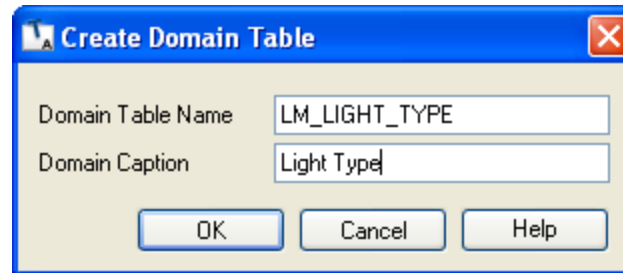 Create Domain Table
Domain Table Name LM_LIGHT_TYPE
Domain Caption Light Type
OK Cancel Help